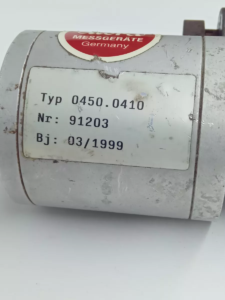 MESSGERÄTE
Germany
Typ 0450.0410
Nr: 91203
Bj: 03/1999